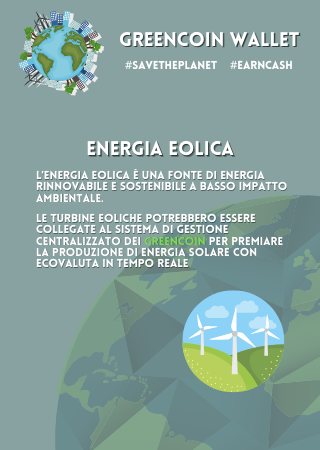 GREENCOIN WALLET
#SAVETHEPLANET #EARNCASH
ENERGIA EOLICA
L'ENERGIA EOLICA È UNA FONTE DI ENERGIA
RINNOVABILE E SOSTENIBILE A BASSO IMPATTO
AMBIENTALE.
LE TURBINE EOLICHE POTREBBERO ESSERE
COLLEGATE AL SISTEMA DI GESTIONE
CENTRALIZZATO DEI GREENCOIN PER PREMIARE
LA PRODUZIONE DI ENERGIA SOLARE CON
ECOVALUTA IN TEMPO REALE